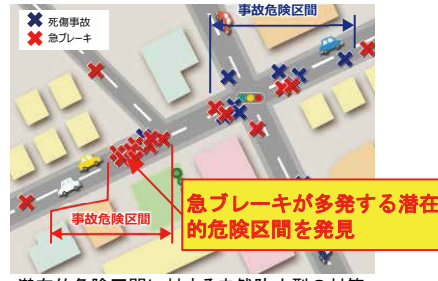 死傷事故
急ブレーキ
事故危険区間
事故危険区間
急ブレーキが多発する潜在
的危険区間を発見